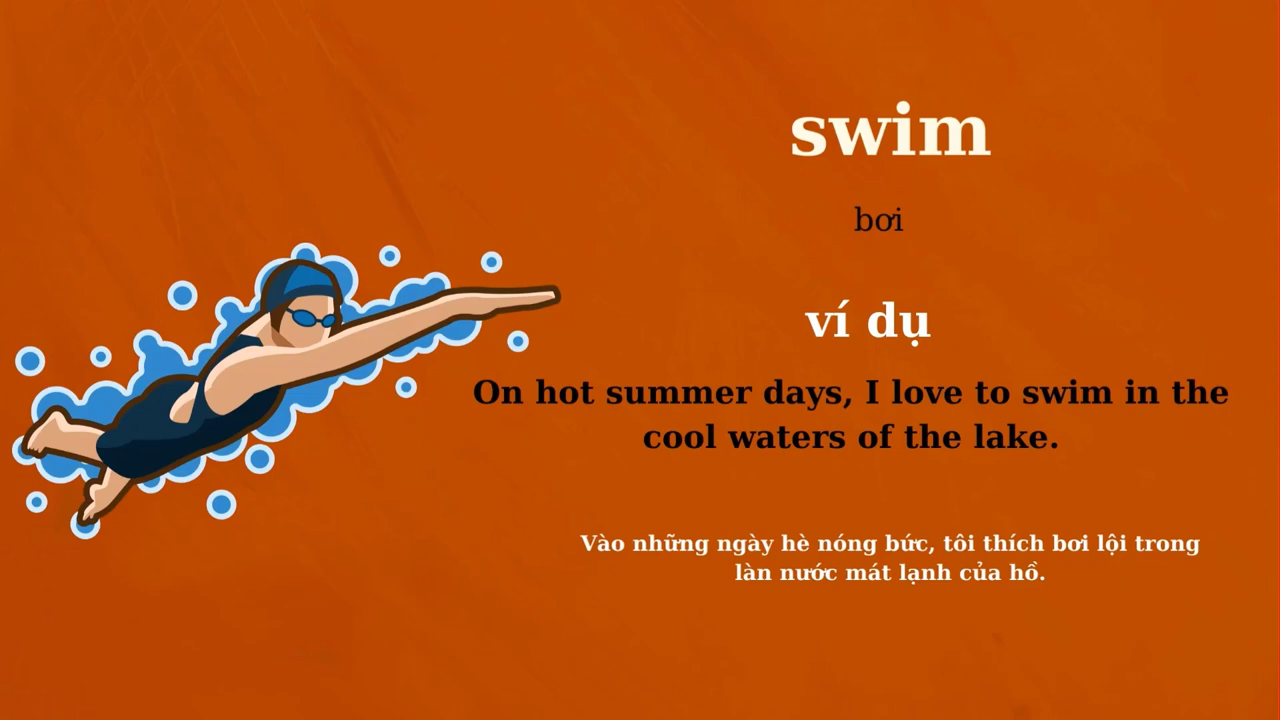 swim
bơi
ví dụ
On hot summer days, I love to swim in the
cool waters of the lake.
Vào những ngày hè nóng bức, tôi thích bơi lội trong
làn nước mát lạnh của hồ.